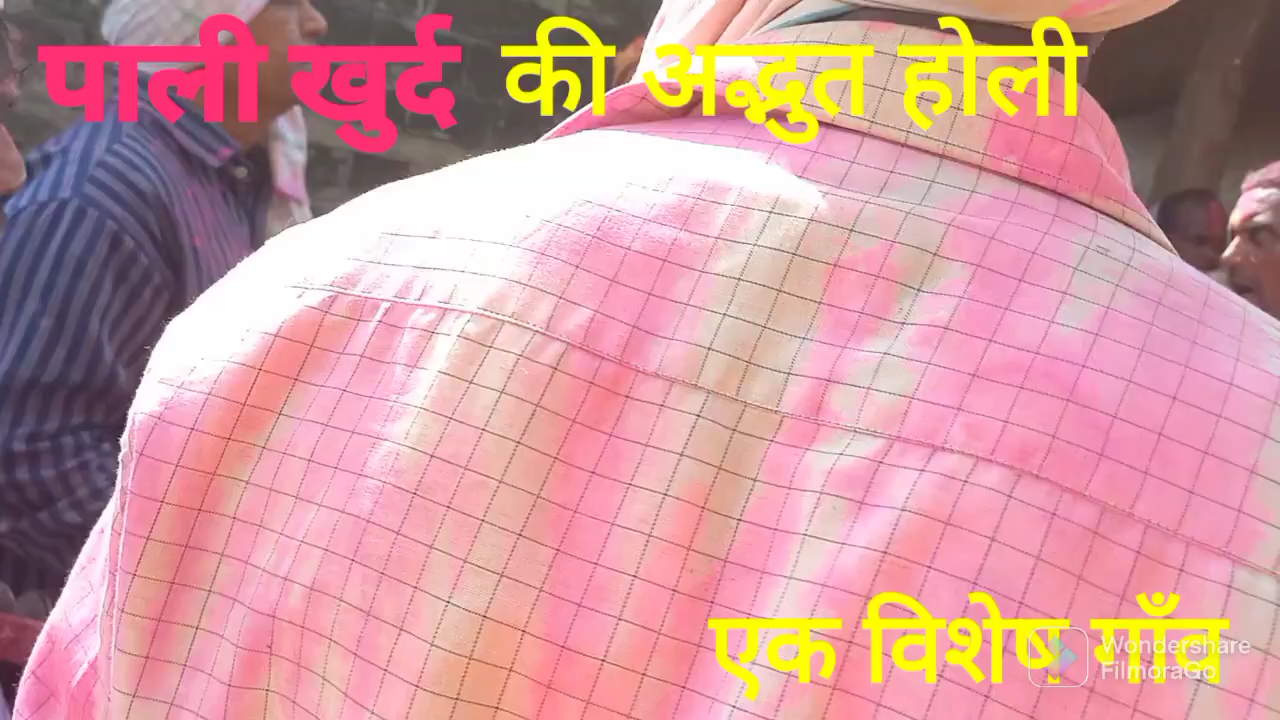 पाली खुर्द की अद्भुत होली
एक विशेष गाँव
Wondershare
FilmoraGo